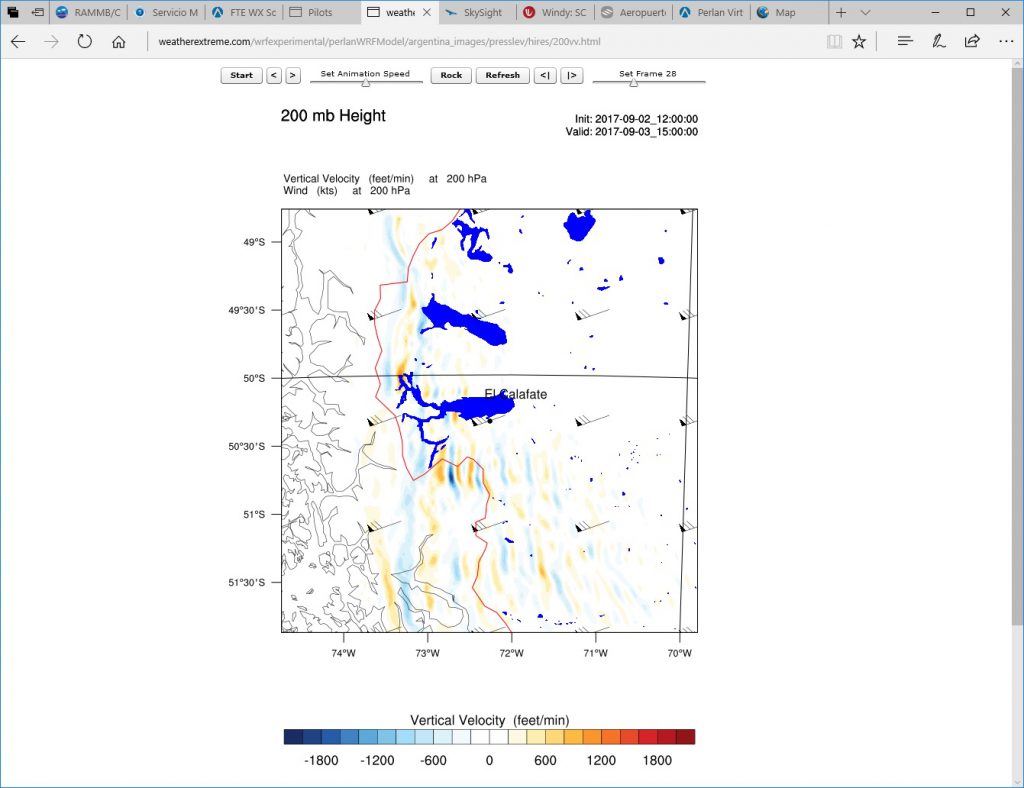 RAMMB/C
Servicio M
FTE WX Sc
Pilots
weathe
SkySight
Windy: SC
Aeropuert
Perlan Virt
Map
weatherextreme.com/wrfexperimental/perlanWRFModel/argentina_images/presslev/hires/200vv.html
Start < > Set Animation Speed Rock Refresh <| |> Set Frame 28
200 mb Height
Init: 2017-09-02_12:00:00
Valid: 2017-09-03_15:00:00
Vertical Velocity (feet/min) at 200 hPa
Wind (kts) at 200 hPa
49°S
49°30'S
50°S
El Calafate
50°30'S
51°S
51°30'S
74°W 73°W 72°W 71°W 70°W
Vertical Velocity (feet/min)
-1800 -1200 -600 0 600 1200 1800